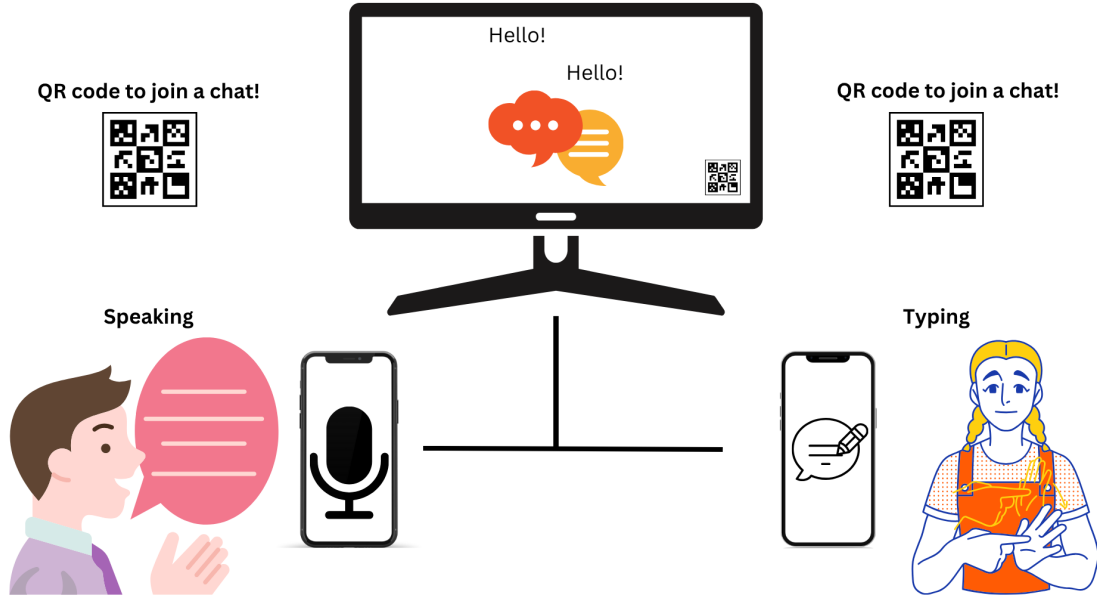 Hello!
Hello!
QR code to join a chat!
QR code to join a chat!
Speaking
Typing